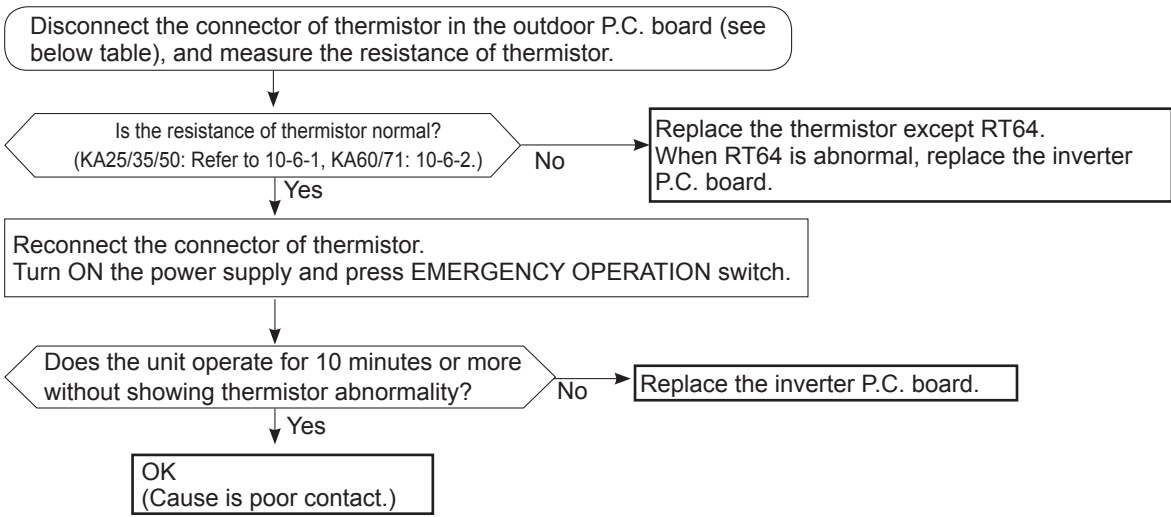 Disconnect the connector of thermistor in the outdoor P.C. board (see
below table), and measure the resistance of thermistor.
Is the resistance of thermistor normal?
(KA25/35/50: Refer to 10-6-1, KA60/71: 10-6-2.)
No
Replace the thermistor except RT64.
When RT64 is abnormal, replace the inverter
P.C. board.
Yes
Reconnect the connector of thermistor.
Turn ON the power supply and press EMERGENCY OPERATION switch.
Does the unit operate for 10 minutes or more
without showing thermistor abnormality?
No
Replace the inverter P.C. board.
Yes
OK
(Cause is poor contact.)